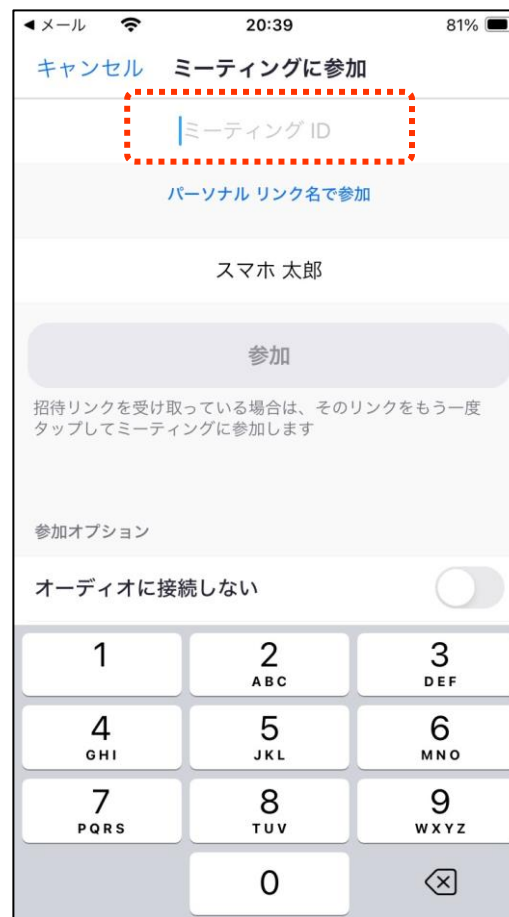 ◀ メール 20:39 81%
キャンセル ミーティングに参加
ミーティング ID
パーソナル リンク名で参加
スマホ 太郎
参加
招待リンクを受け取っている場合は、そのリンクをもう一度
タップしてミーティングに参加します
参加オプション
オーディオに接続しない
1 2 3
ABC DEF
4 5 6
GHI JKL MNO
7 8 9
PQRS TUV WXYZ
0